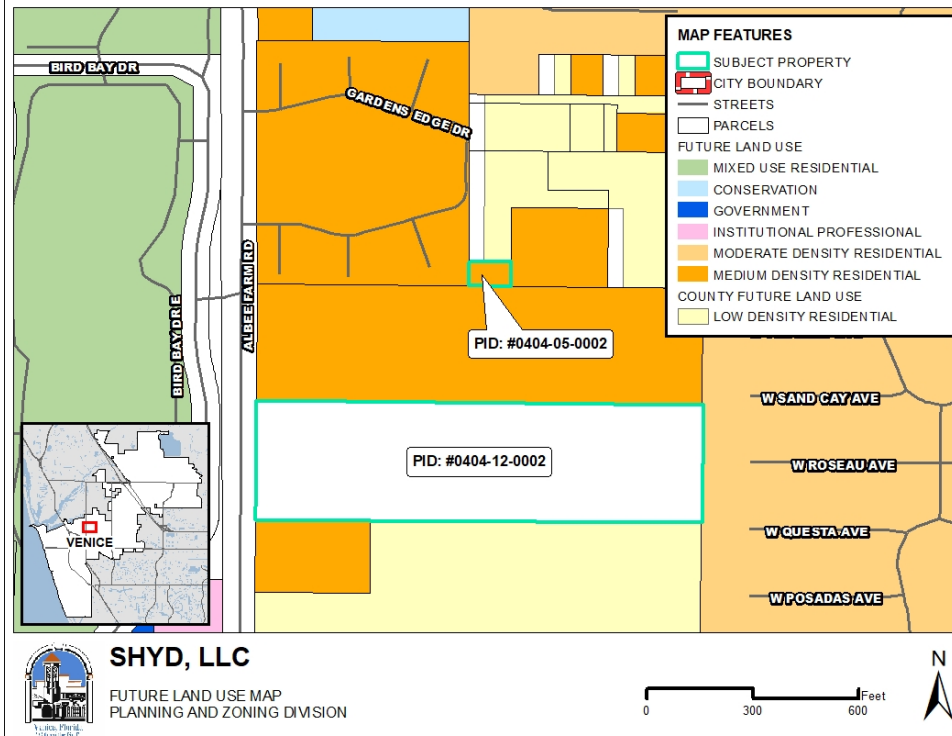 MAP FEATURES
SUBJECT PROPERTY
CITY BOUNDARY
STREETS
PARCELS
FUTURE LAND USE
MIXED USE RESIDENTIAL
CONSERVATION
GOVERNMENT
INSTITUTIONAL PROFESSIONAL
MODERATE DENSITY RESIDENTIAL
MEDIUM DENSITY RESIDENTIAL
COUNTY FUTURE LAND USE
LOW DENSITY RESIDENTIAL
BIRD BAY DR
GARDENS EDGE DR
ALBEE FARM RD
BIRD BAY DR E
PID: #0404-05-0002
W SAND CAY AVE
PID: #0404-12-0002
W ROSEAU AVE
W QUESTA AVE
W POSADAS AVE
VENICE
SHYD, LLC
FUTURE LAND USE MAP
PLANNING AND ZONING DIVISION
Feet
0 300 600
N